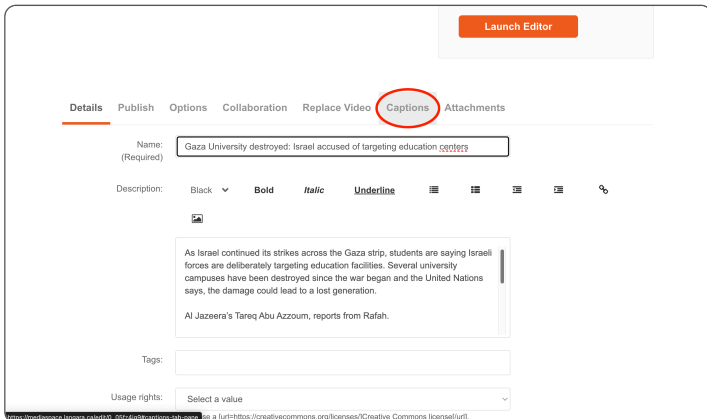 Launch Editor
Details Publish Options Collaboration Replace Video Captions Attachments
Name:
(Required)
Gaza University destroyed: Israel accused of targeting education centers
Description:
Black Bold Italic Underline
As Israel continued its strikes across the Gaza strip, students are saying Israeli
forces are deliberately targeting education facilities. Several university
campuses have been destroyed since the war began and the United Nations
says, the damage could lead to a lost generation.
Al Jazeera's Tareq Abu Azzoum, reports from Rafah.
Tags:
Usage rights:
Select a value
se a [url=https://creativecommons.org/licenses/]Creative Commons license[/url].